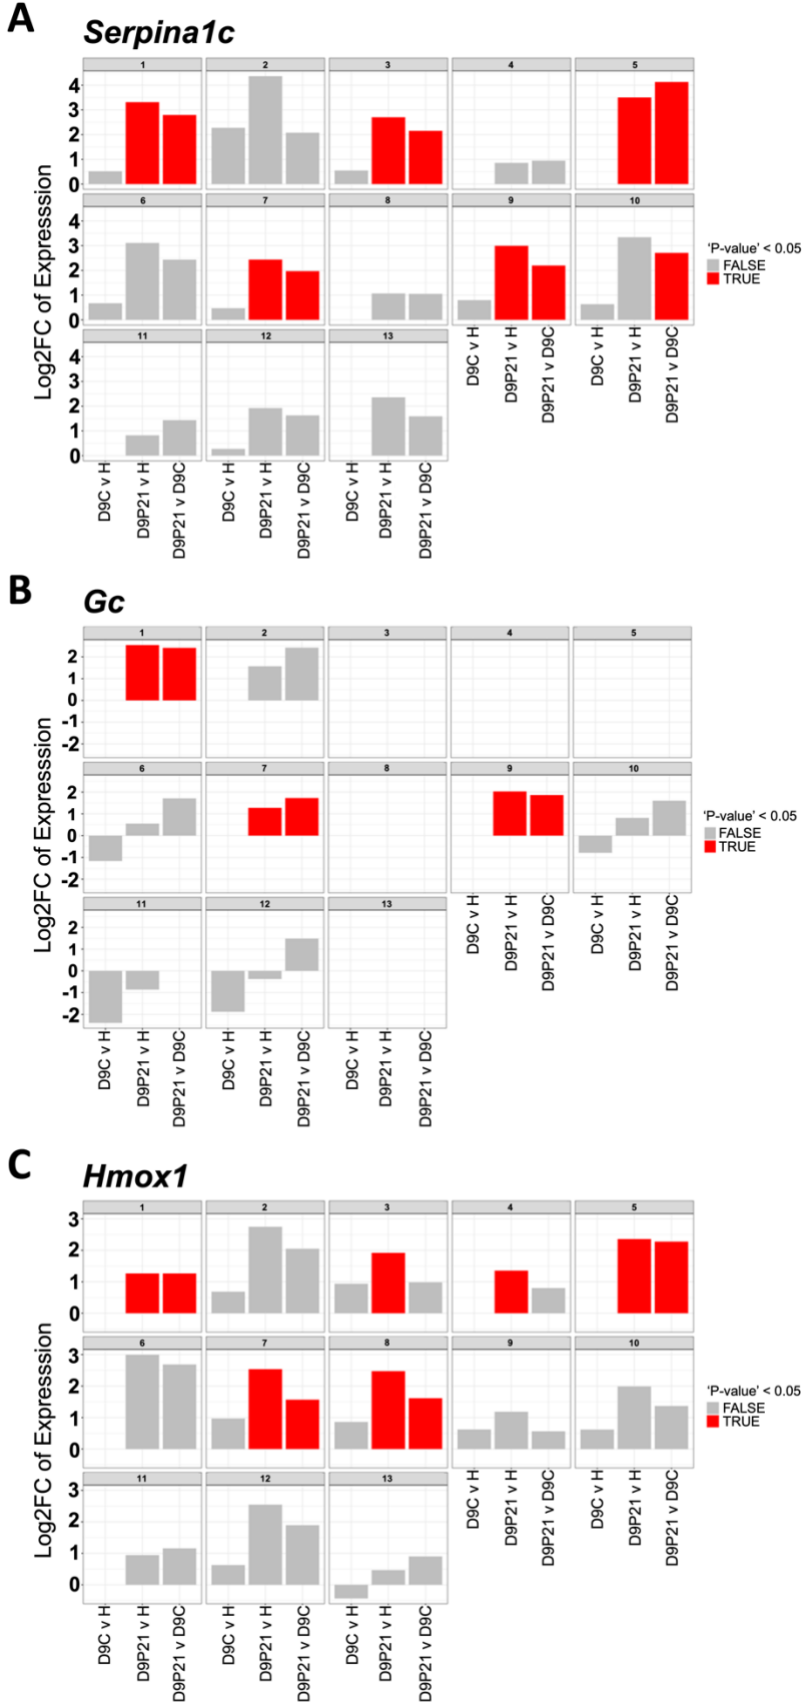 A
Serpina1c
1 2 3 4 5
4
3
2
1
0
6 7 8 9 10
4
3
2
1
0
11 12 13
4
3
2
1
0
Log2FC of Expresssion
D9C v H
D9P21 v H
D9P21 v D9C
D9C v H
D9P21 v H
D9P21 v D9C
D9C v H
D9P21 v H
D9P21 v D9C
D9C v H
D9P21 v H
D9P21 v D9C
D9C v H
D9P21 v H
D9P21 v D9C
'P-value' < 0.05
FALSE
TRUE
B
Gc
1 2 3 4 5
2
1
0
-1
-2
6 7 8 9 10
2
1
0
-1
-2
11 12 13
2
1
0
-1
-2
Log2FC of Expresssion
D9C v H
D9P21 v H
D9P21 v D9C
D9C v H
D9P21 v H
D9P21 v D9C
D9C v H
D9P21 v H
D9P21 v D9C
D9C v H
D9P21 v H
D9P21 v D9C
D9C v H
D9P21 v H
D9P21 v D9C
'P-value' < 0.05
FALSE
TRUE
C
Hmox1
1 2 3 4 5
3
2
1
0
6 7 8 9 10
3
2
1
0
11 12 13
3
2
1
0
Log2FC of Expresssion
D9C v H
D9P21 v H
D9P21 v D9C
D9C v H
D9P21 v H
D9P21 v D9C
D9C v H
D9P21 v H
D9P21 v D9C
D9C v H
D9P21 v H
D9P21 v D9C
D9C v H
D9P21 v H
D9P21 v D9C
'P-value' < 0.05
FALSE
TRUE